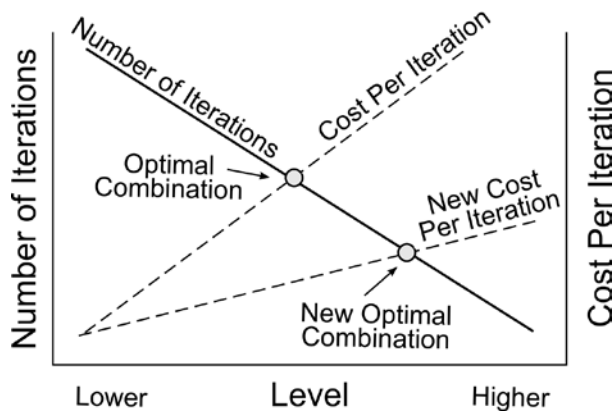 Number of Iterations
Number of Iterations
Cost Per Iteration
Optimal
Combination
New Cost
Per Iteration
New Optimal
Combination
Cost Per Iteration
Lower
Level
Higher